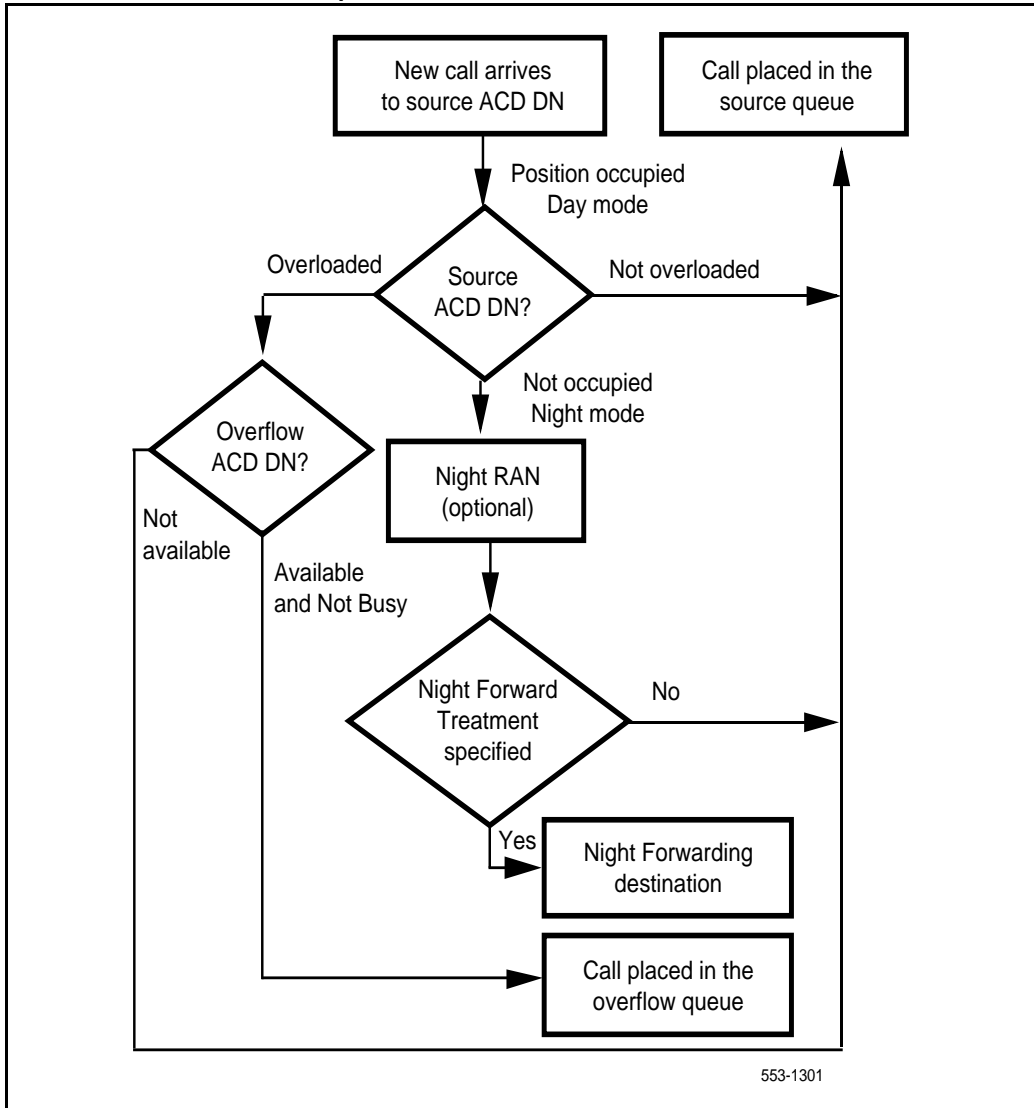 New call arrives
to source ACD DN
Call placed in the
source queue
Position occupied
Day mode
Overloaded
Source
ACD DN?
Not overloaded
Not occupied
Night mode
Overflow
ACD DN?
Night RAN
(optional)
Not
available
Available
and Not Busy
Night Forward
Treatment
specified
No
Yes
Night Forwarding
destination
Call placed in the
overflow queue
553-1301